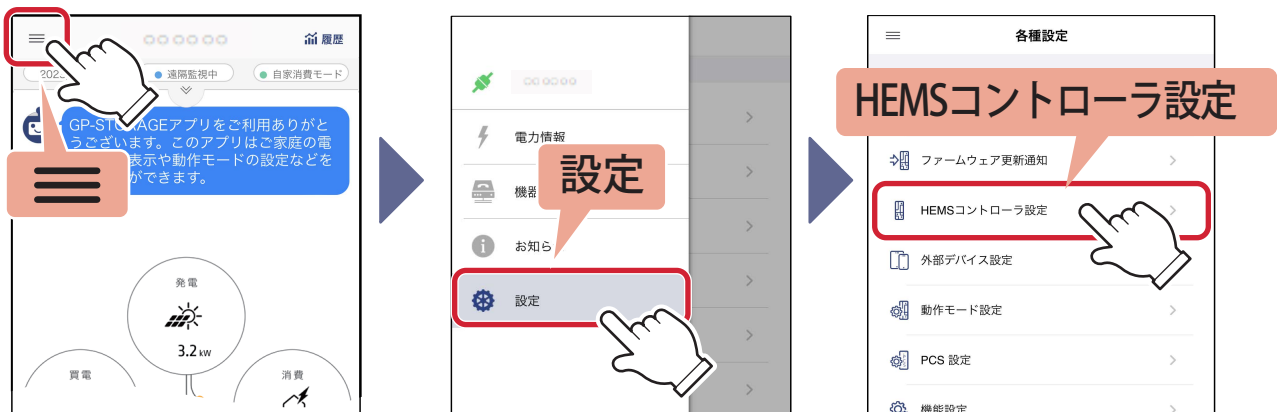 履歴
202
遠隔監視中
自家消費モード
GP-STORAGEアプリをご利用ありがと
うございます。このアプリはご家庭の電
表示や動作モードの設定などを
ができます。
発電
3.2 kW
買電
消費
電力情報
機器
お知ら
設定
設定
各種設定
HEMSコントローラ設定
ファームウェア更新通知
HEMSコントローラ設定
外部デバイス設定
動作モード設定
PCS 設定
機能設定